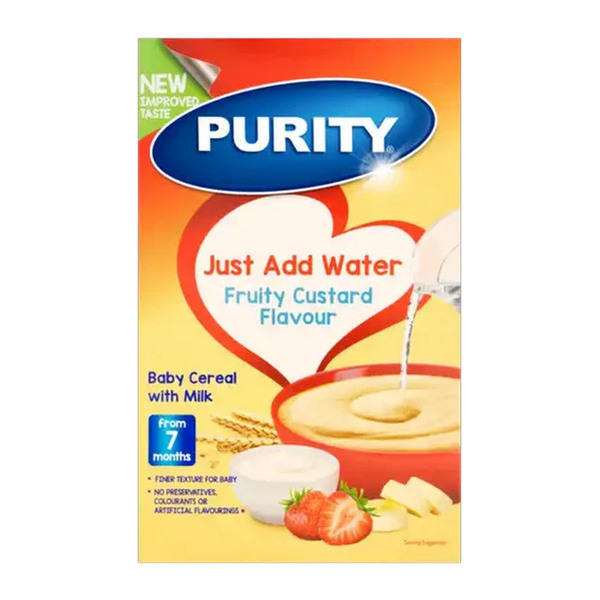 NEW
IMPROVED
TASTE
PURITY®
Just Add Water
Fruity Custard
Flavour
Baby Cereal
with Milk
from
7
months
• FINER TEXTURE FOR BABY
• NO PRESERVATIVES,
COLOURANTS OR
ARTIFICIAL FLAVOURINGS •
Serving Suggestion